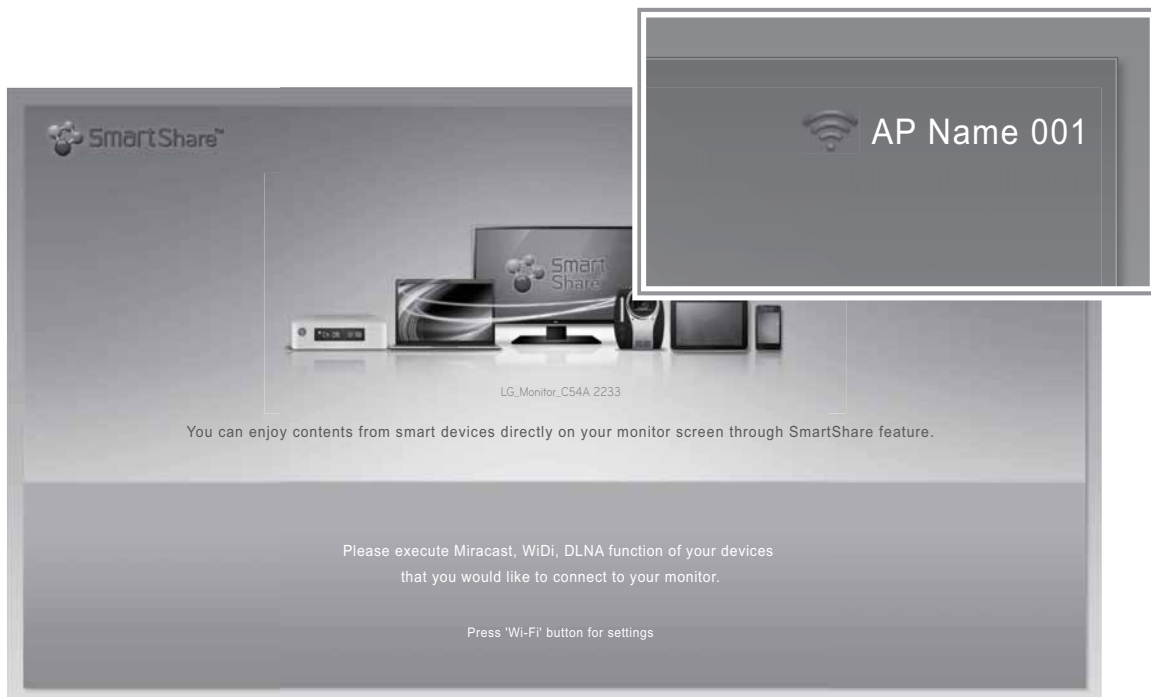 SmartShare™
AP Name 001
Smart
Share
LG_Monitor_C54A 2233
You can enjoy contents from smart devices directly on your monitor screen through SmartShare feature.
Please execute Miracast, WiDi, DLNA function of your devices
that you would like to connect to your monitor.
Press 'Wi-Fi' button for settings